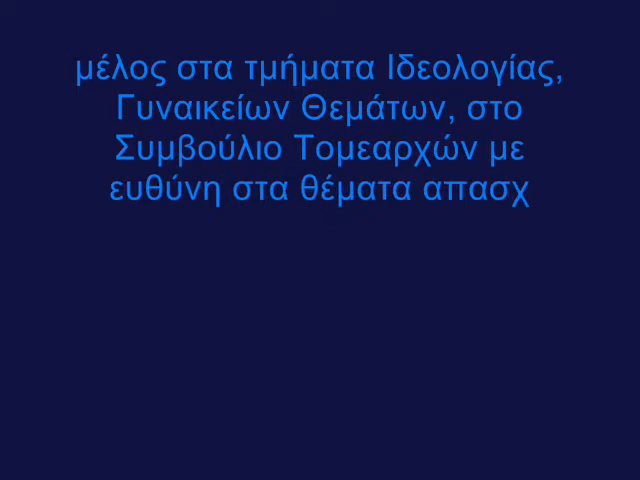 μέλος στα τμήματα Ιδεολογίας,
Γυναικείων Θεμάτων, στο
Συμβούλιο Τομεαρχών με
ευθύνη στα θέματα απασχ